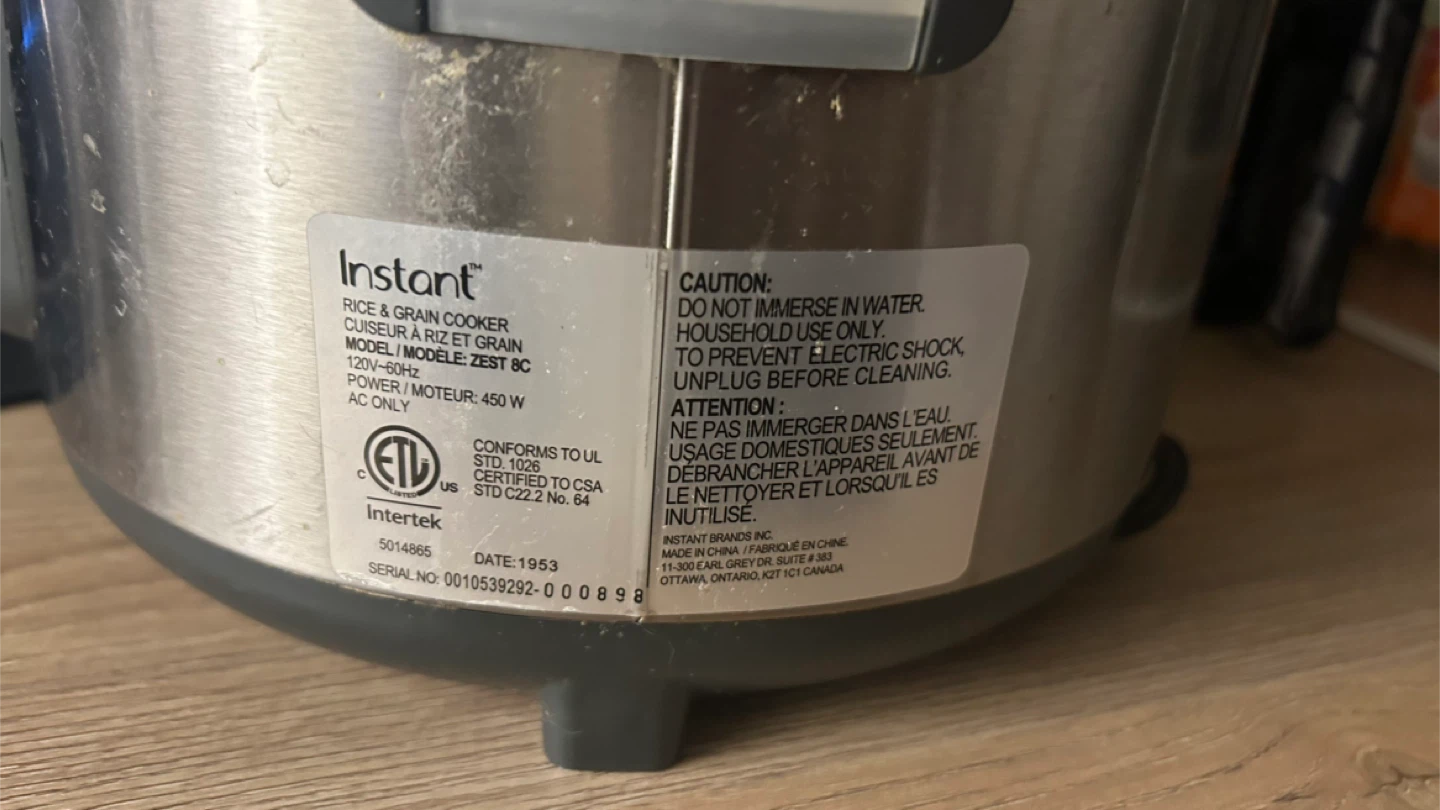 Instant™
RICE & GRAIN COOKER
CUISEUR À RIZ ET GRAIN
MODEL / MODÈLE: ZEST 8C
120V~60Hz
POWER / MOTEUR: 450 W
AC ONLY
C ETL US
LISTED
Intertek
CONFORMS TO UL
STD. 1026
CERTIFIED TO CSA
STD C22.2 No. 64
5014865
DATE: 1953
SERIAL NO: 0010539292-000898
CAUTION:
DO NOT IMMERSE IN WATER.
HOUSEHOLD USE ONLY.
TO PREVENT ELECTRIC SHOCK,
UNPLUG BEFORE CLEANING.
ATTENTION :
NE PAS IMMERGER DANS L'EAU.
USAGE DOMESTIQUES SEULEMENT.
DÉBRANCHER L'APPAREIL AVANT DE
LE NETTOYER ET LORSQU'IL ES
INUTILISÉ.
INSTANT BRANDS INC.
MADE IN CHINA / FABRIQUÉ EN CHINE.
11-300 EARL GREY DR. SUITE # 383
OTTAWA, ONTARIO, K2T 1C1 CANADA